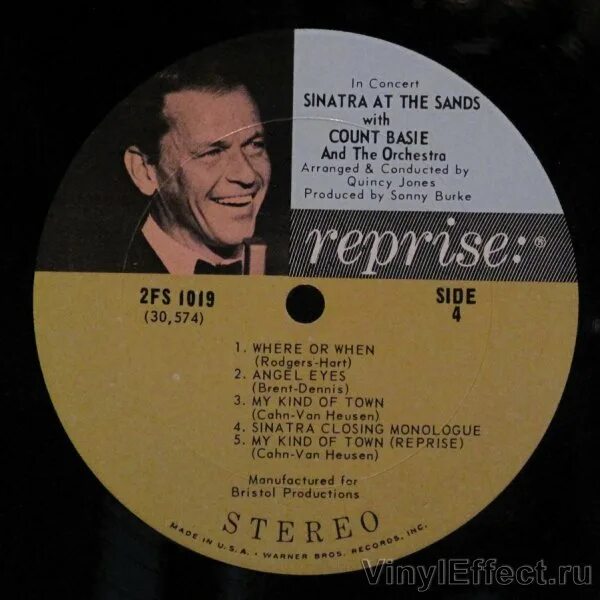 In Concert
SINATRA AT THE SANDS
with
COUNT BASIE
And The Orchestra
Arranged & Conducted by
Quincy Jones
Produced by Sonny Burke
reprise:®
2FS 1019
(30,574)
SIDE
4
1. WHERE OR WHEN
(Rodgers-Hart)
2. ANGEL EYES
(Brent-Dennis)
3. MY KIND OF TOWN
(Cahn-Van Heusen)
4. SINATRA CLOSING MONOLOGUE
5. MY KIND OF TOWN (REPRISE)
(Cahn-Van Heusen)
Manufactured for
Bristol Productions
STEREO
MADE IN U.S.A. • WARNER BROS. RECORDS, INC.
VinylEffect.ru